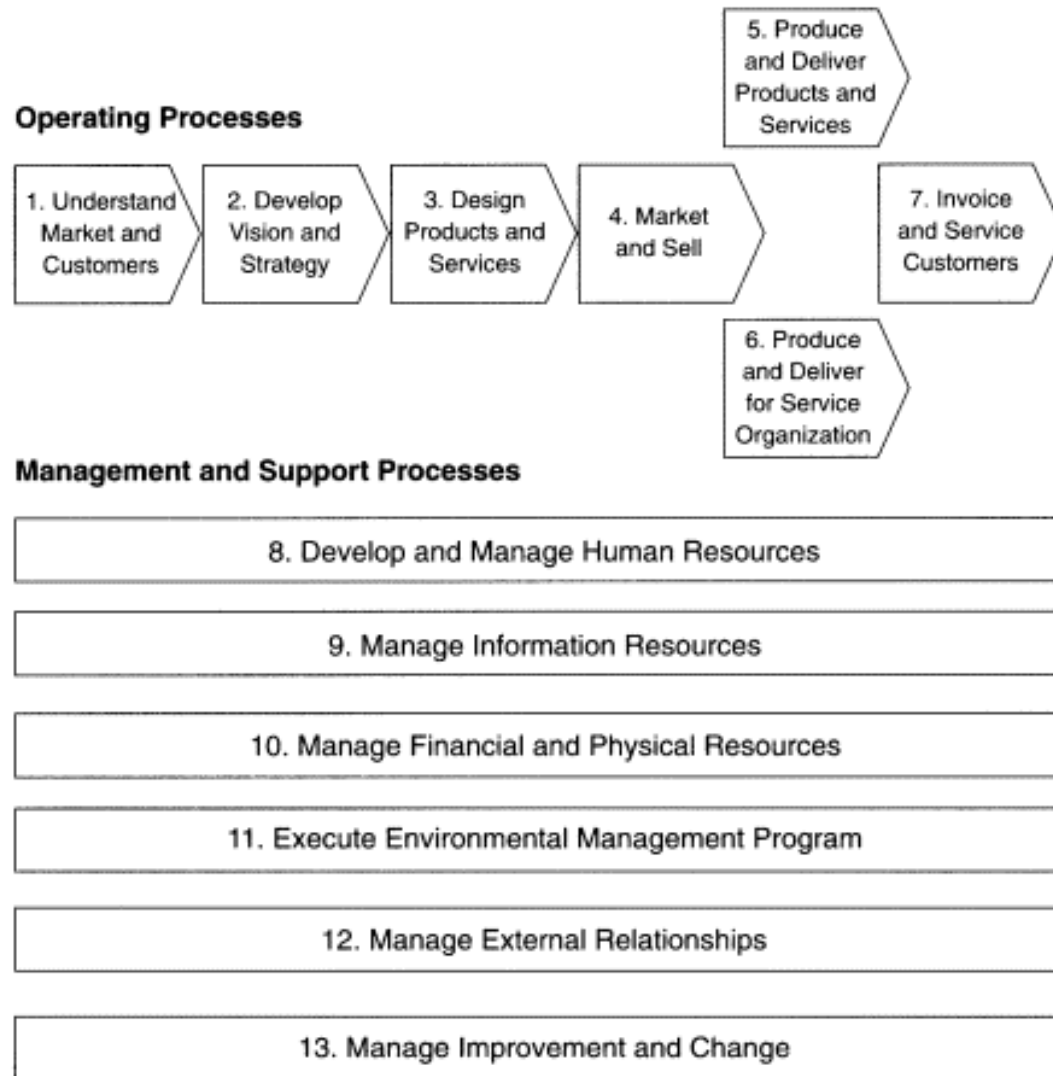 Operating Processes
1. Understand
Market and
Customers
2. Develop
Vision and
Strategy
3. Design
Products and
Services
4. Market
and Sell
5. Produce
and Deliver
Products and
Services
6. Produce
and Deliver
for Service
Organization
7. Invoice
and Service
Customers
Management and Support Processes
8. Develop and Manage Human Resources
9. Manage Information Resources
10. Manage Financial and Physical Resources
11. Execute Environmental Management Program
12. Manage External Relationships
13. Manage Improvement and Change